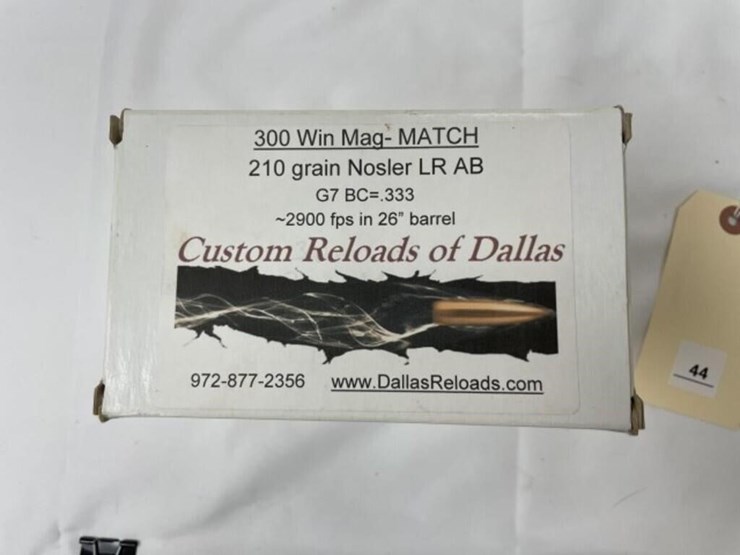 300 Win Mag- MATCH
210 grain Nosler LR AB
G7 BC=.333
~2900 fps in 26” barrel
Custom Reloads of Dallas
972-877-2356 www.DallasReloads.com
44